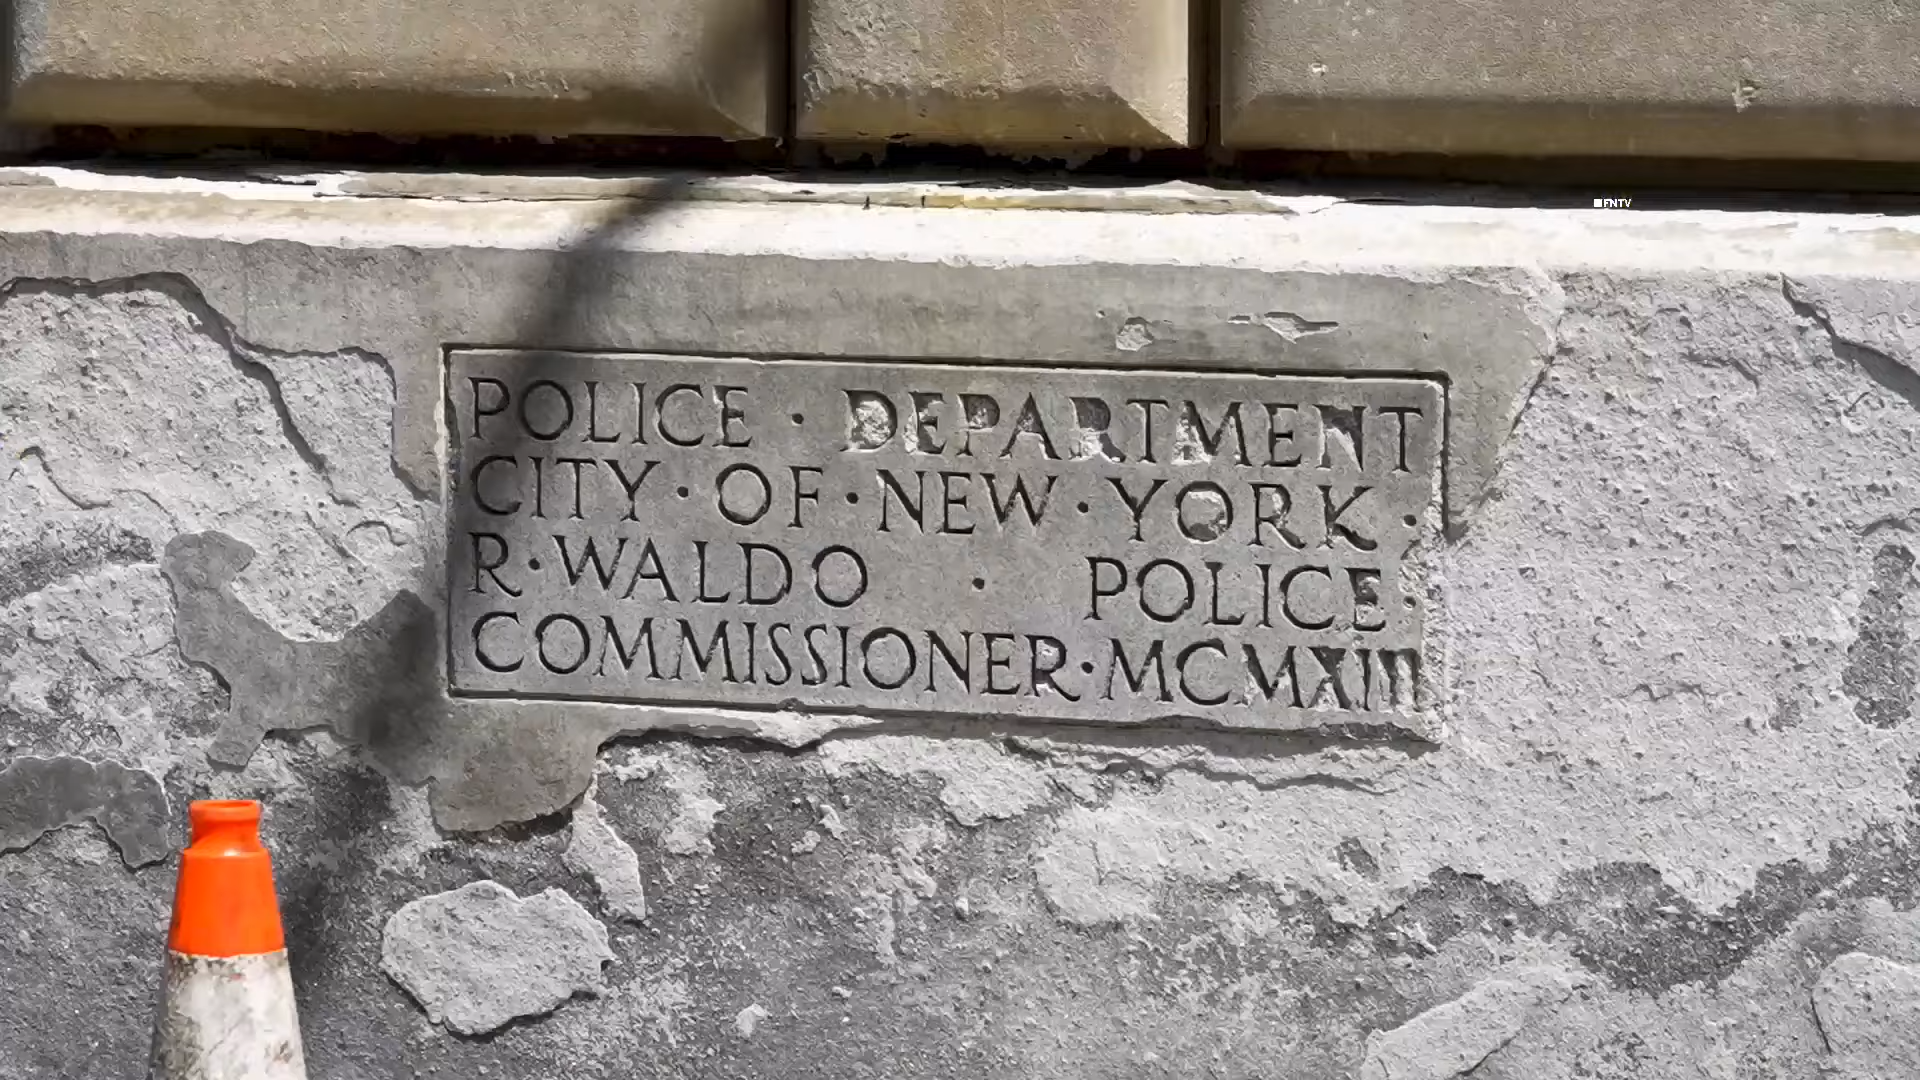 FNTV
POLICE · DEPARTMENT
CITY · OF · NEW · YORK ·
R · WALDO · POLICE ·
COMMISSIONER · MCMXIII